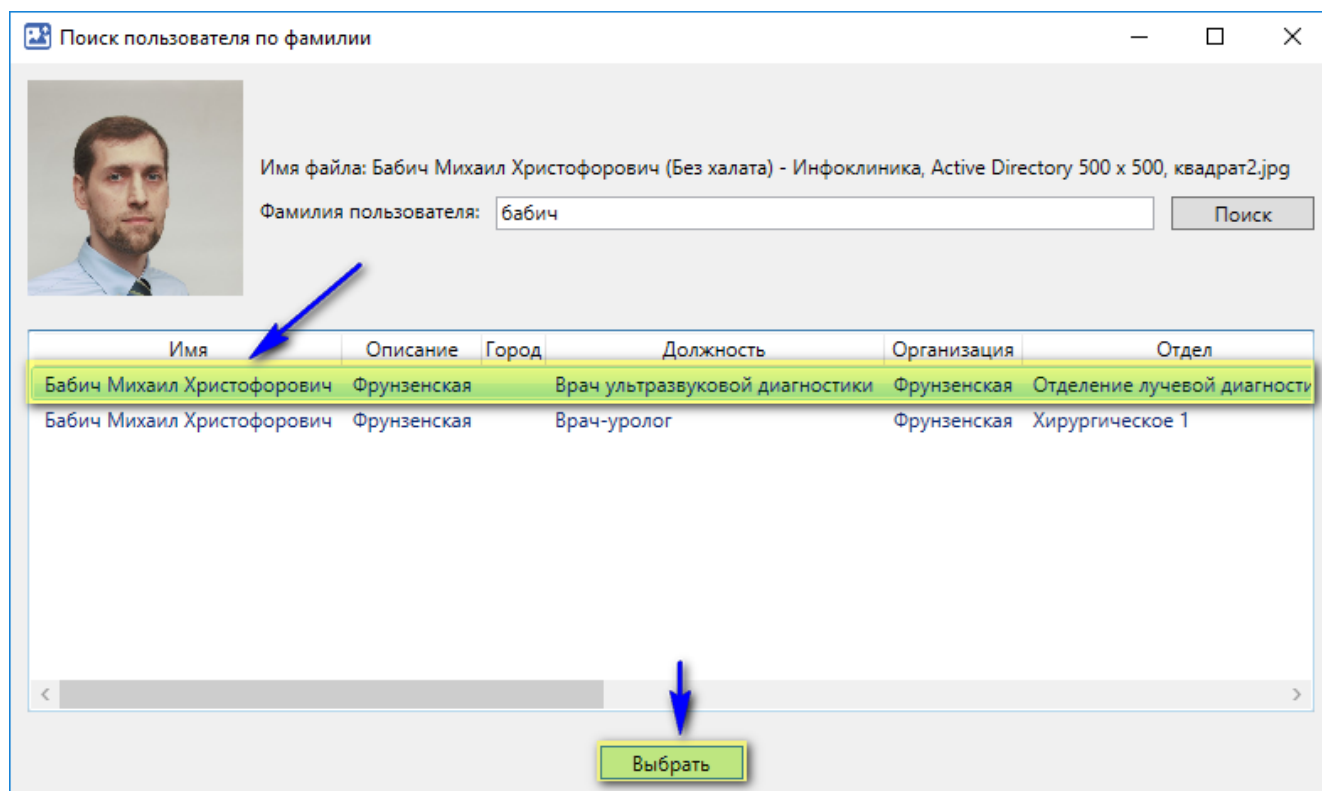 Поиск пользователя по фамилии
Имя файла: Бабич Михаил Христофорович (Без халата) - Инфоклиника, Active Directory 500 x 500, квадрат2.jpg
Фамилия пользователя: бабич Поиск
Имя Описание Город Должность Организация Отдел
Бабич Михаил Христофорович Фрунзенская Врач ультразвуковой диагностики Фрунзенская Отделение лучевой диагности
Бабич Михаил Христофорович Фрунзенская Врач-уролог Фрунзенская Хирургическое 1
Выбрать